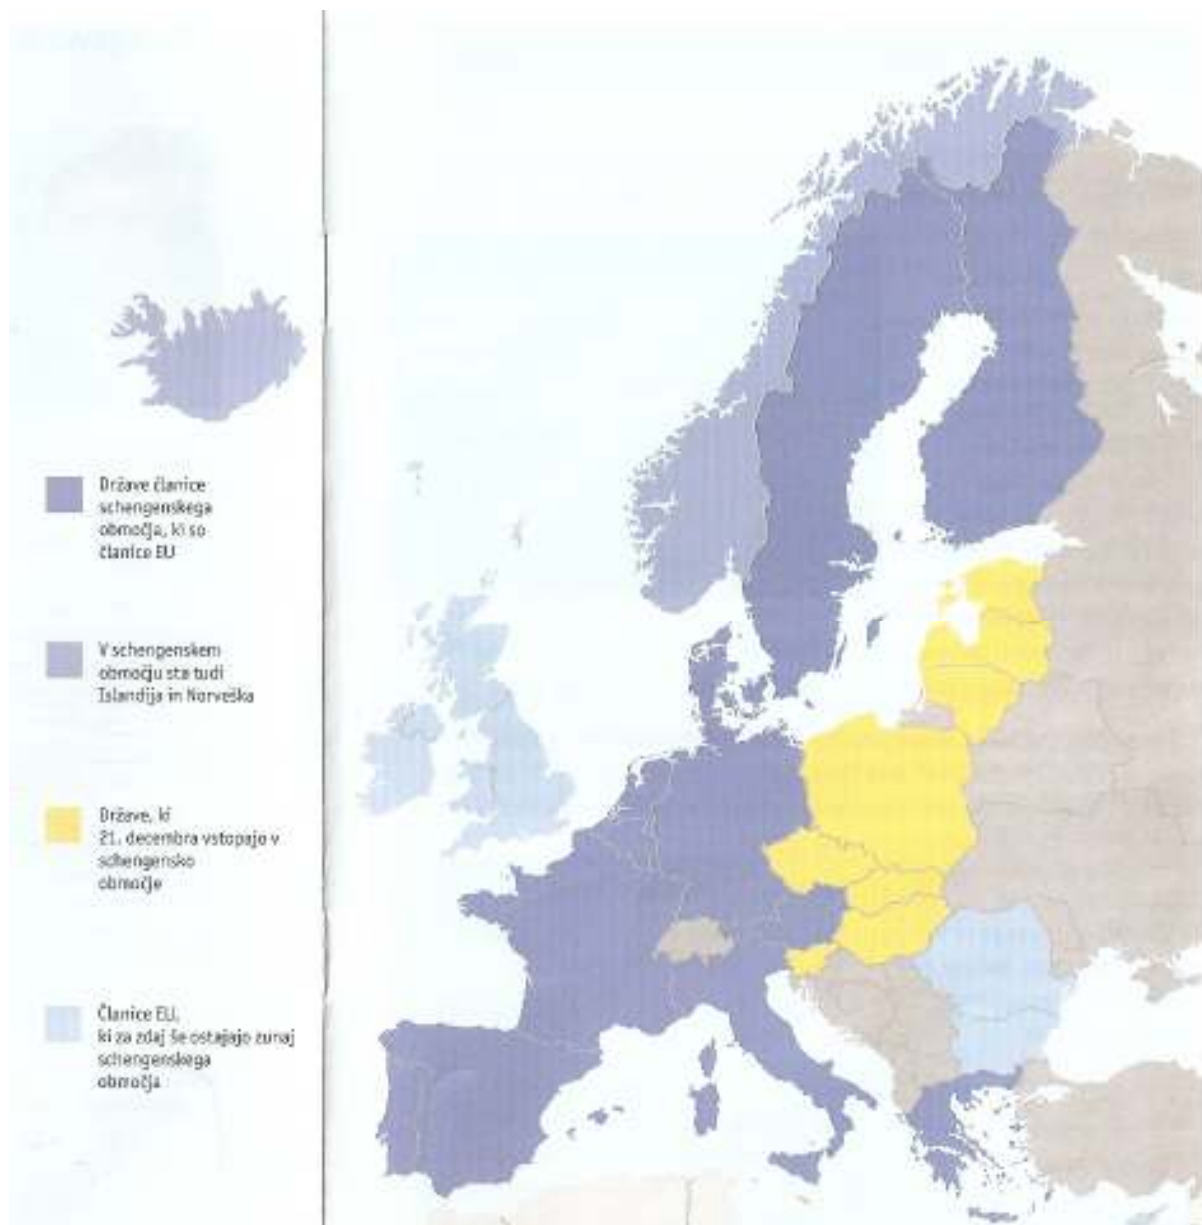 Države članice
schengenskega
območja, ki so
članice EU
V schengenskem
območju sta tudi
Islandija in Norveška
Države, ki
21. decembra vstopajo v
schengensko
območje
Članice EU,
ki za zdaj še ostajajo zunaj
schengenskega
območja